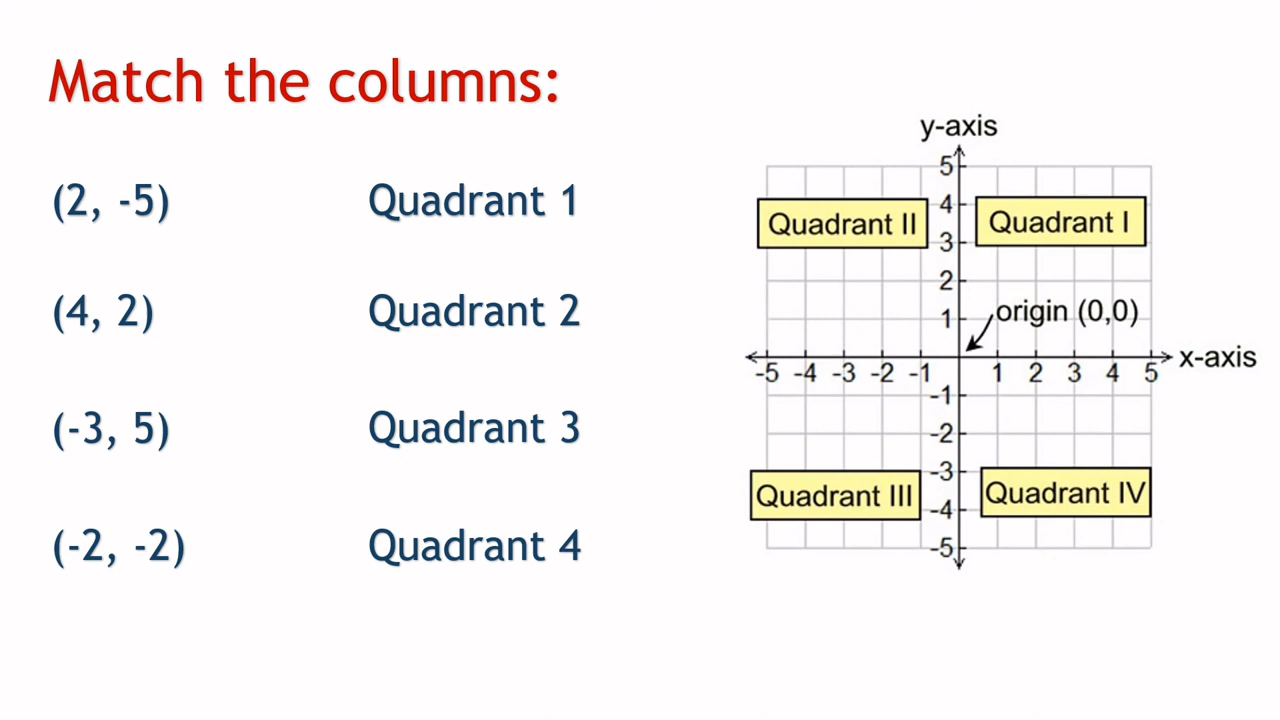 Match the columns:
(2, -5) Quadrant 1
(4, 2) Quadrant 2
(-3, 5) Quadrant 3
(-2, -2) Quadrant 4
y-axis
5
4
Quadrant II Quadrant I
3
2
1 origin (0,0)
x-axis
-5 -4 -3 -2 -1 1 2 3 4 5
-1
-2
-3
Quadrant III Quadrant IV
-4
-5